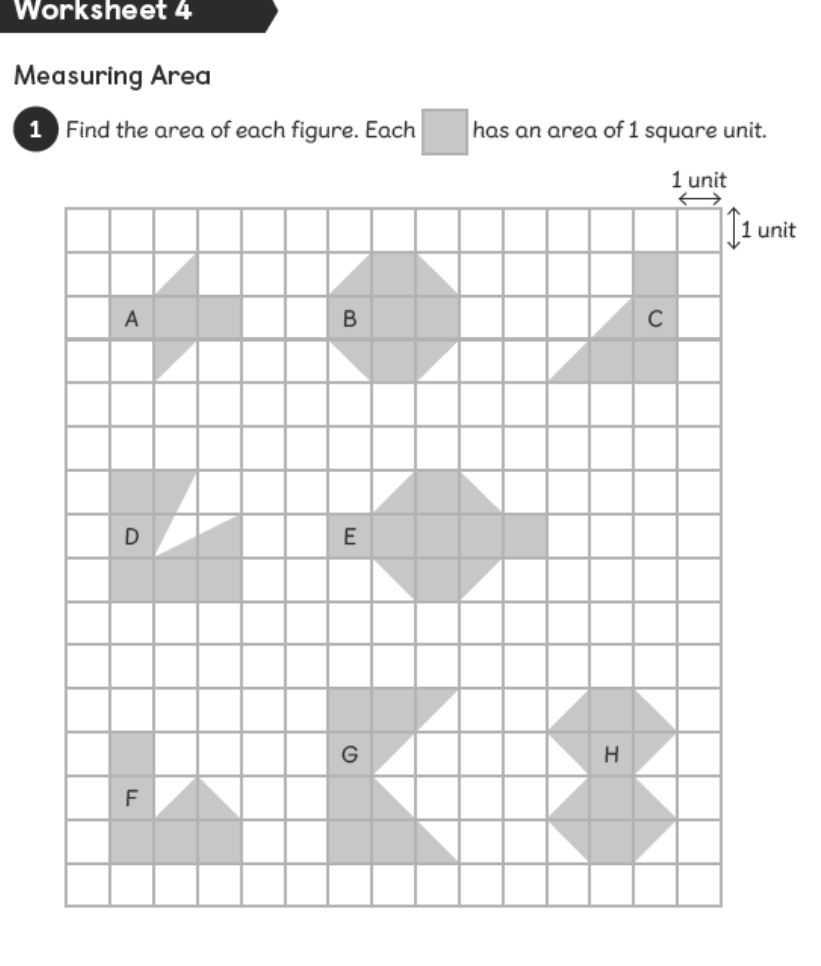 Worksheet 4
Measuring Area
1 Find the area of each figure. Each has an area of 1 square unit.
1 unit
1 unit
A B C
D E
G H
F